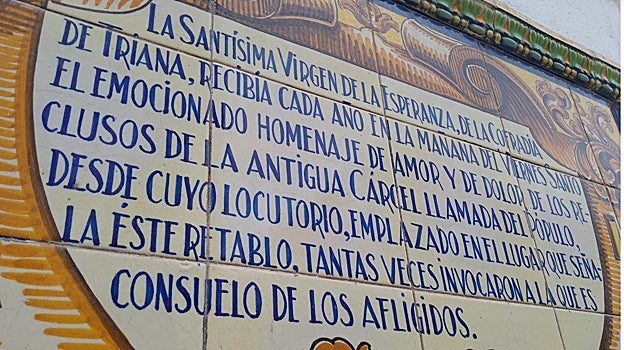 LA SANTÍSIMA VIRGEN DE LA ESPERANZA, DE LA COFRADÍA
DE TRIANA, RECIBÍA CADA AÑO EN LA MAÑANA DEL VIERNES SANTO
EL EMOCIONADO HOMENAJE DE AMOR Y DE DOLOR DE LOS RE-
CLUSOS DE LA ANTIGUA CÁRCEL LLAMADA DEL PÓPULO,
DESDE CUYO LOCUTORIO, EMPLAZADO EN EL LUGAR QUE SEÑA-
LA ÉSTE RETABLO, TANTAS VECES INVOCARON A LA QUE ES
CONSUELO DE LOS AFLIGIDOS.